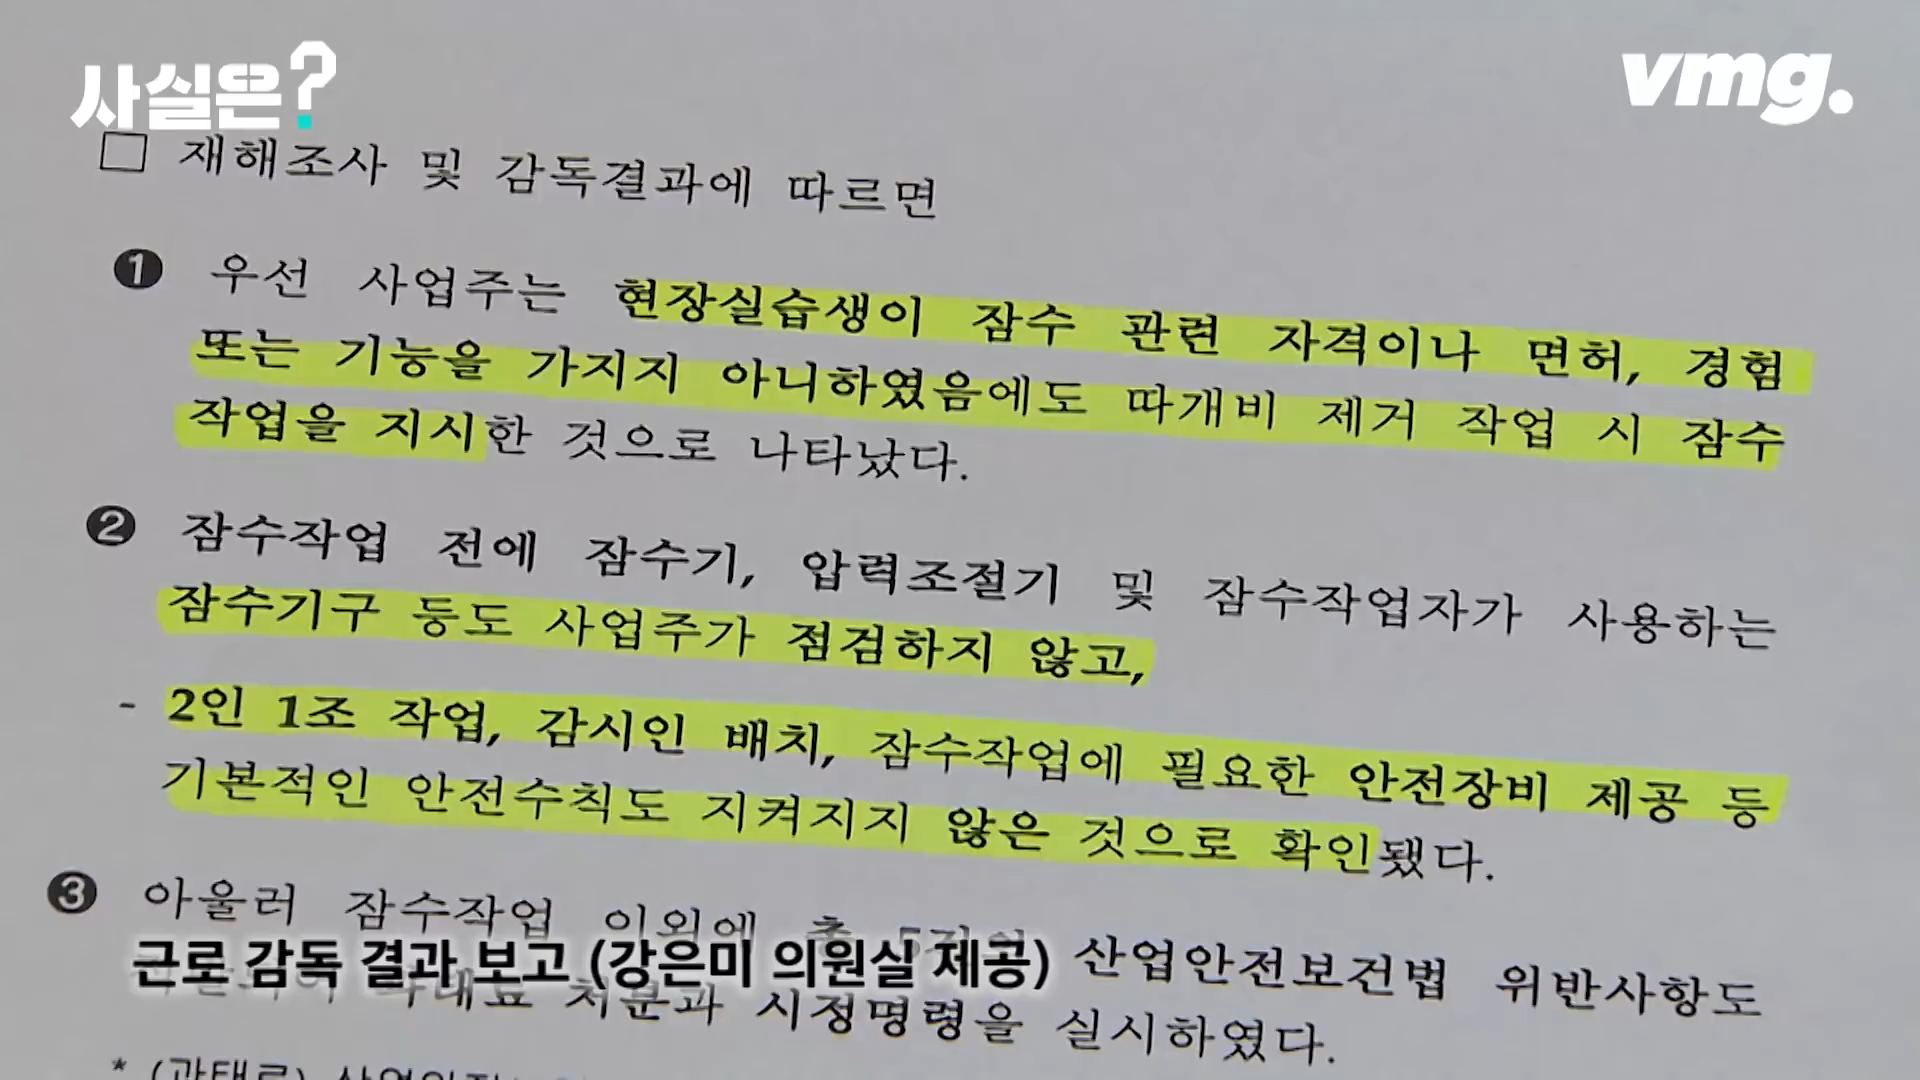 사실은?
vmg.
□ 재해조사 및 감독결과에 따르면
❶ 우선 사업주는 현장실습생이 잠수 관련 자격이나 면허, 경험
또는 기능을 가지지 아니하였음에도 따개비 제거 작업 시 잠수
작업을 지시한 것으로 나타났다.
❷ 잠수작업 전에 잠수기, 압력조절기 및 잠수작업자가 사용하는
잠수기구 등도 사업주가 점검하지 않고,
- 2인 1조 작업, 감시인 배치, 잠수작업에 필요한 안전장비 제공 등
기본적인 안전수칙도 지켜지지 않은 것으로 확인됐다.
❸ 아울러 잠수작업 이외에 총 산업안전보건법 위반사항도
근로 감독 결과 보고 (강은미 의원실 제공)
처분과 시정명령을 실시하였다.
* (과태료)